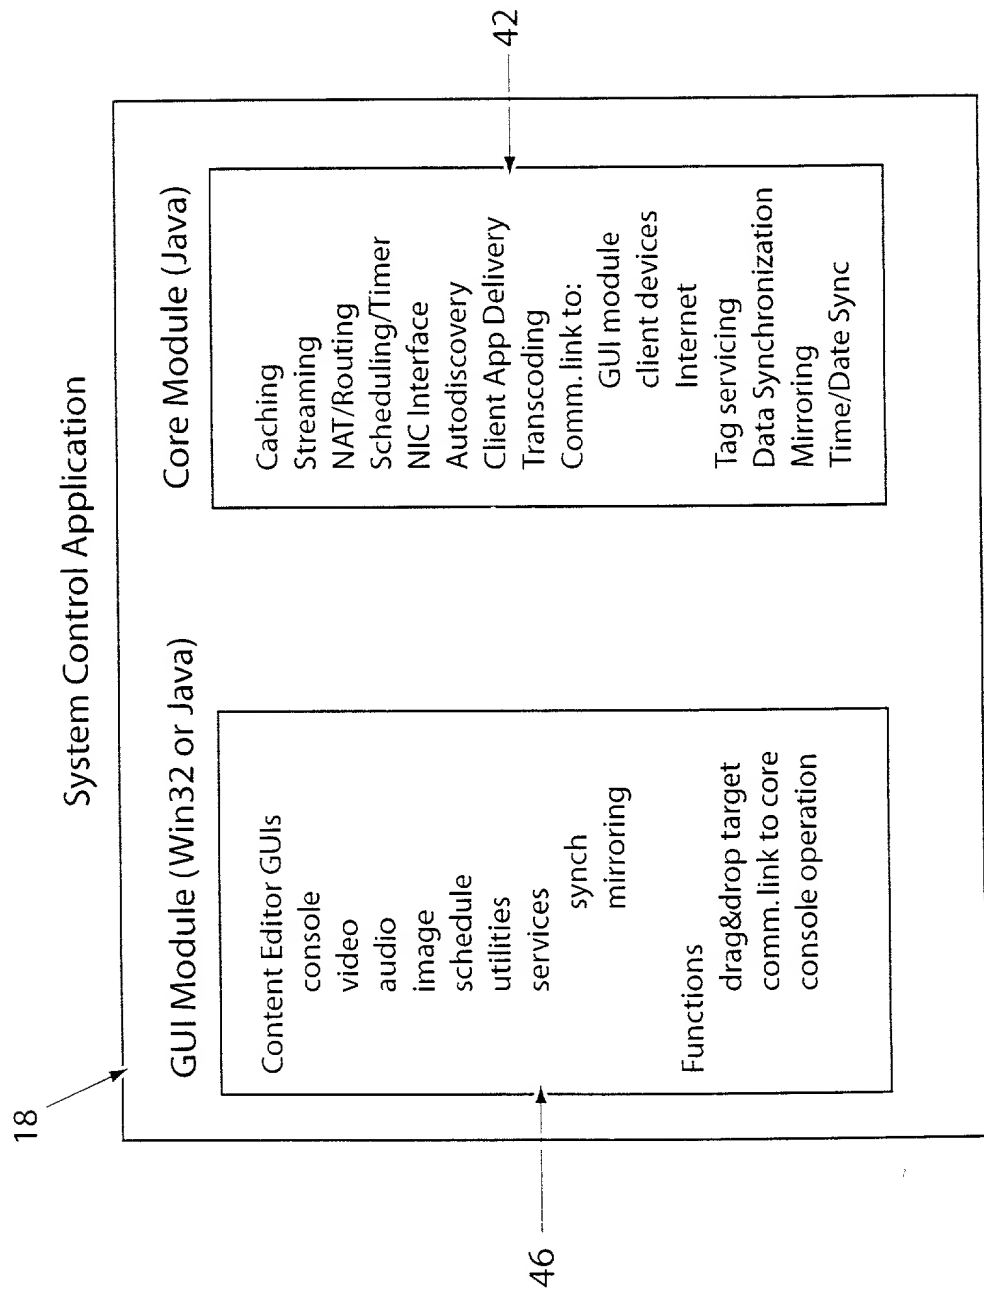 System Control Application
18
GUI Module (Win32 or Java)
Content Editor GUIs
console
video
audio
image
schedule
utilities
services
synch
mirroring
Functions
drag&drop target
comm. link to core
console operation
46
Core Module (Java)
Caching
Streaming
NAT/Routing
Scheduling/Timer
NIC Interface
Autodiscovery
Client App Delivery
Transcoding
Comm. link to:
GUI module
client devices
Internet
Tag servicing
Data Synchronization
Mirroring
Time/Date Sync
42